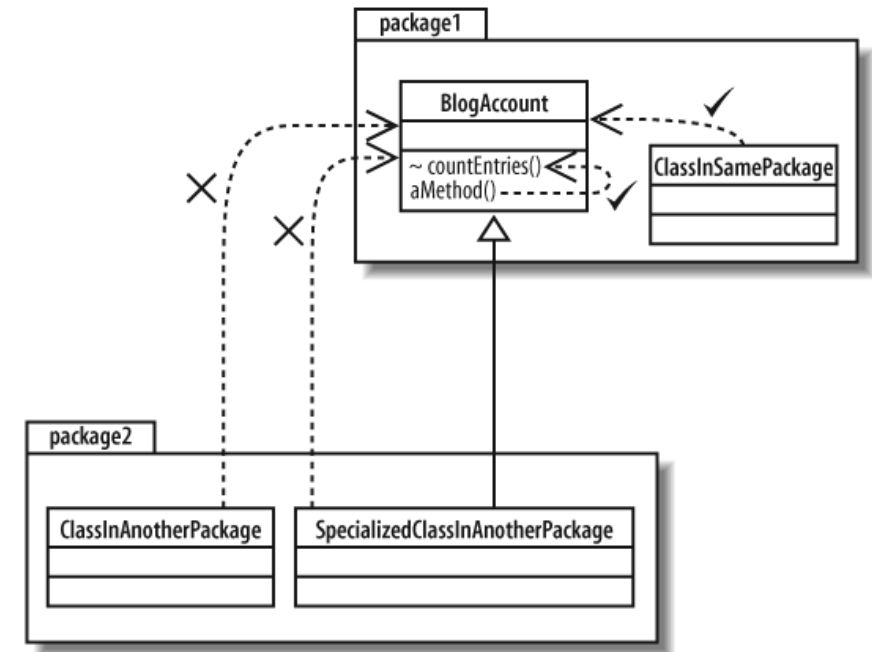 package1
BlogAccount
~ countEntries()
aMethod()
ClassInSamePackage
package2
ClassInAnotherPackage
SpecializedClassInAnotherPackage